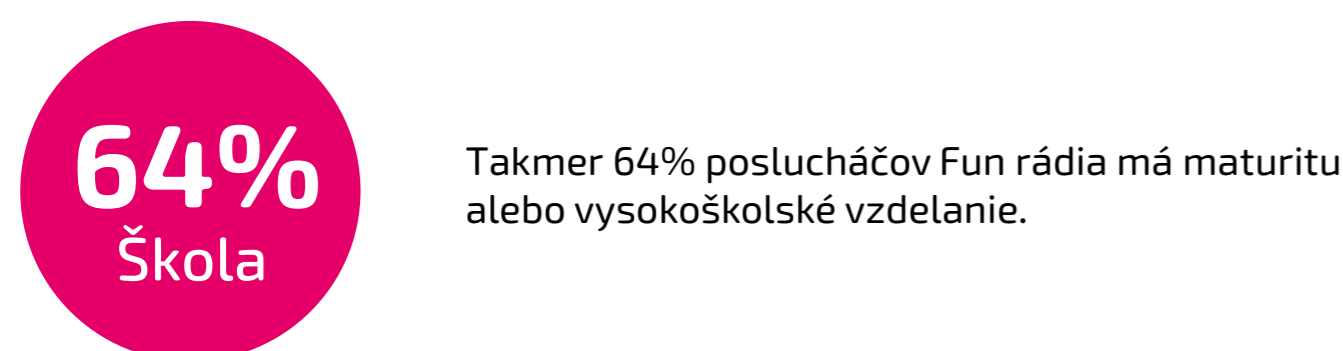 64%
Škola
Takmer 64% poslucháčov Fun rádia má maturitu
alebo vysokoškolské vzdelanie.